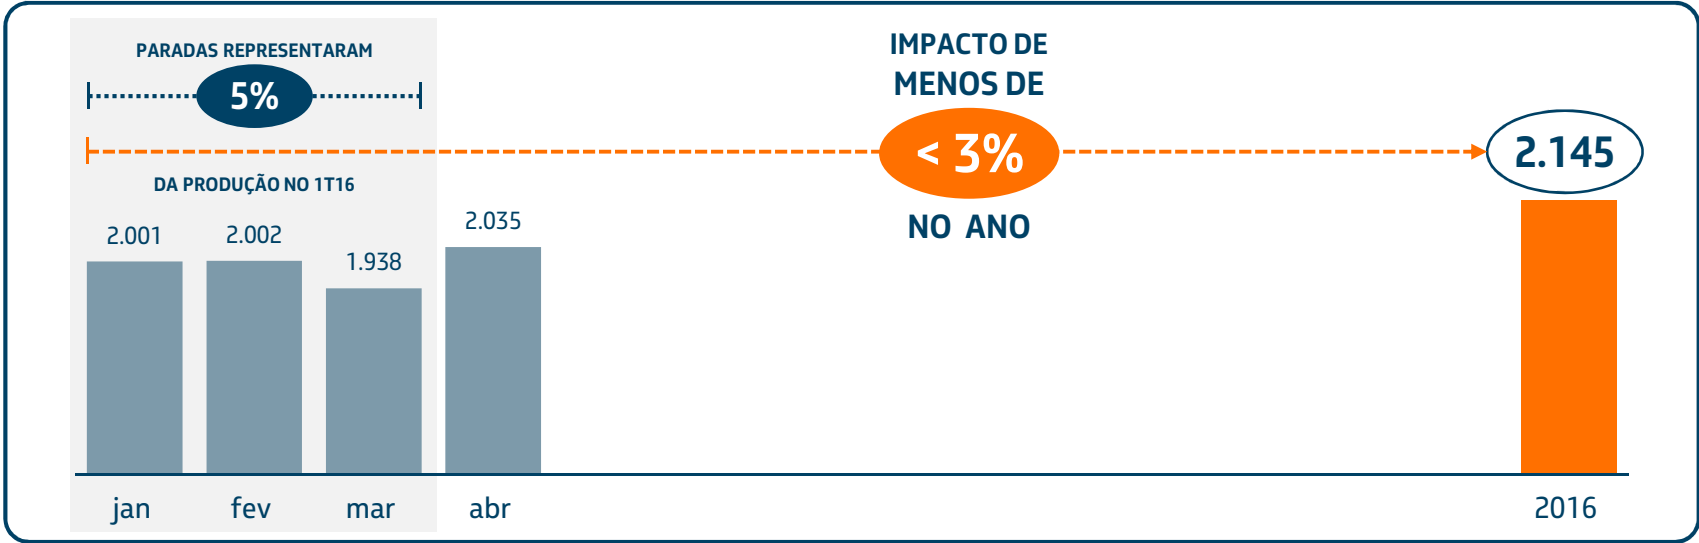 PARADAS REPRESENTARAM
5%
DA PRODUÇÃO NO 1T16
IMPACTO DE
MENOS DE
< 3%
NO ANO
2.145
2.001
2.002
1.938
2.035
jan
fev
mar
abr
2016